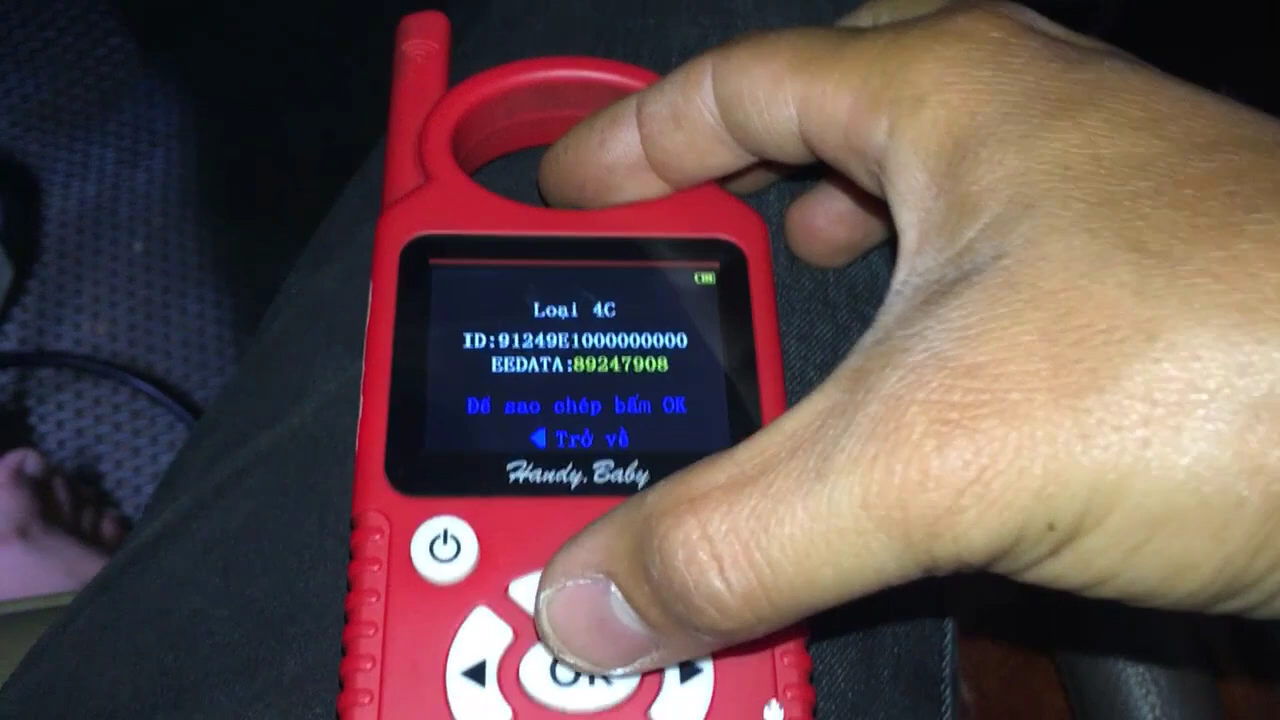 Loại 4C
ID:91249E1000000000
EEDATA:89247908
Để sao chép bấm OK
◀ Trở về
Handy.Baby
OK